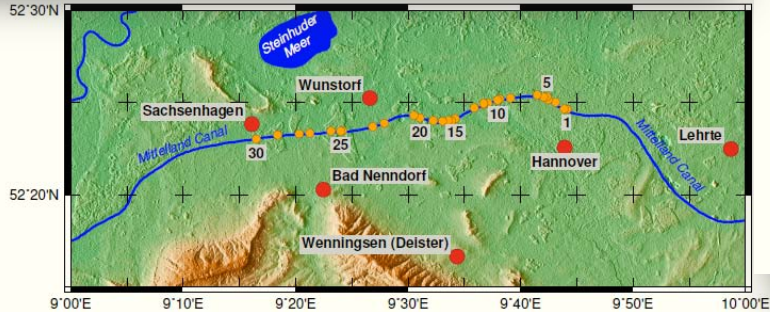 52°30'N
Steinhuder
Meer
Wunstorf
5
Sachsenhagen
10
1
Mittelland Canal
20
15
Lehrte
30
25
Hannover
Mittelland Canal
Bad Nenndorf
52°20'N
Wenningsen (Deister)
9°00'E
9°10'E
9°20'E
9°30'E
9°40'E
9°50'E
10°00'E